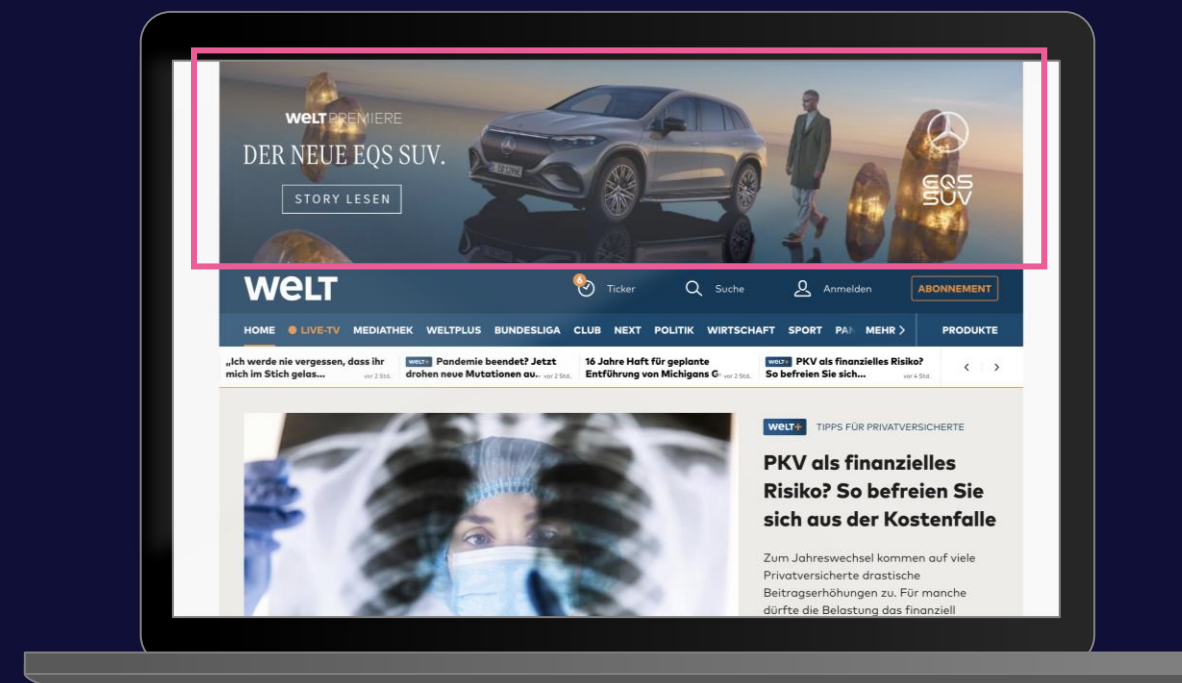 WELTPREMIERE
DER NEUE EQS SUV.
STORY LESEN
EQS
SUV
WELT
6
Ticker
Suche
Anmelden
ABONNEMENT
HOME LIVE-TV MEDIATHEK WELTPLUS BUNDESLIGA CLUB NEXT POLITIK WIRTSCHAFT SPORT MEHR PRODUKTE
„Ich werde nie vergessen, dass ihr
mich im Stich gelas... vor 2 Std.
WELT+ Pandemie beendet? Jetzt
drohen neue Mutationen au... vor 2 Std.
16 Jahre Haft für geplante
Entführung von Michigans G vor 2 Std.
WELT+ PKV als finanzielles Risiko?
So befreien Sie sich... vor 4 Std.
WELT+ TIPPS FÜR PRIVATVERSICHERTE
PKV als finanzielles
Risiko? So befreien Sie
sich aus der Kostenfalle
Zum Jahreswechsel kommen auf viele
Privatversicherte drastische
Beitragserhöhungen zu. Für manche
dürfte die Belastung das finanziell